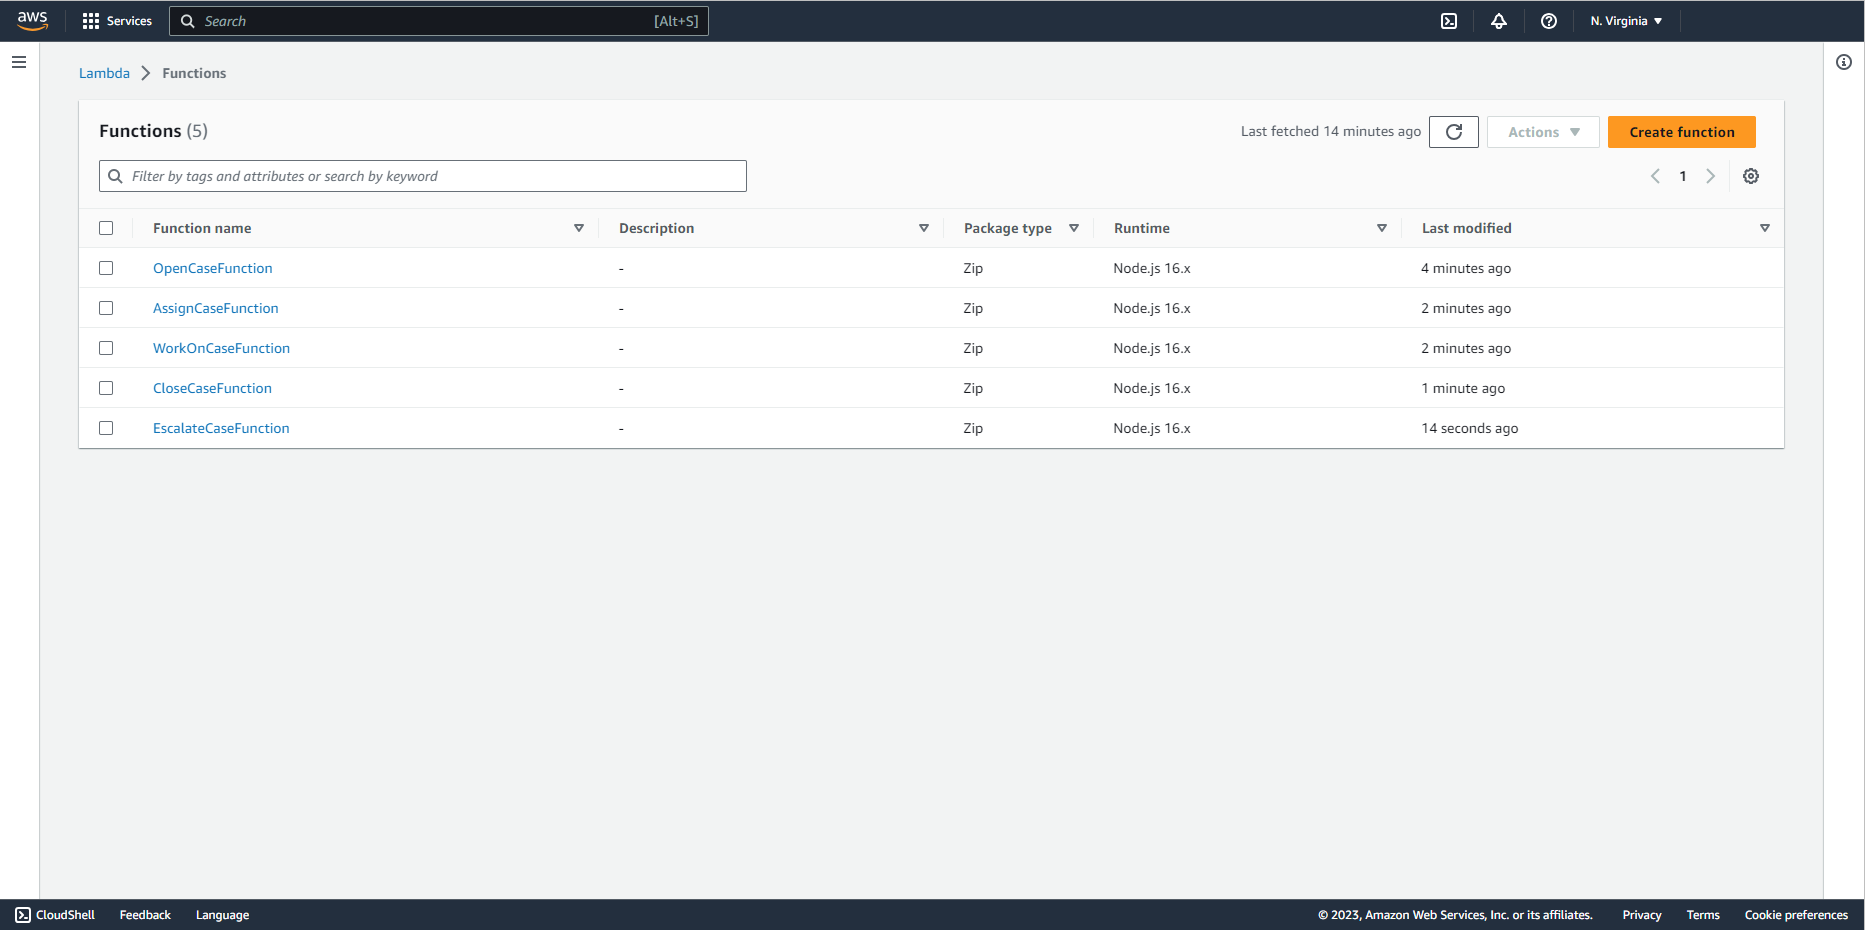 aws Services Search [Alt+S] N. Virginia
Lambda Functions
Functions (5) Last fetched 14 minutes ago Actions Create function
Filter by tags and attributes or search by keyword 1
Function name Description Package type Runtime Last modified
OpenCaseFunction - Zip Node.js 16.x 4 minutes ago
AssignCaseFunction - Zip Node.js 16.x 2 minutes ago
WorkOnCaseFunction - Zip Node.js 16.x 2 minutes ago
CloseCaseFunction - Zip Node.js 16.x 1 minute ago
EscalateCaseFunction - Zip Node.js 16.x 14 seconds ago
CloudShell Feedback Language © 2023, Amazon Web Services, Inc. or its affiliates. Privacy Terms Cookie preferences